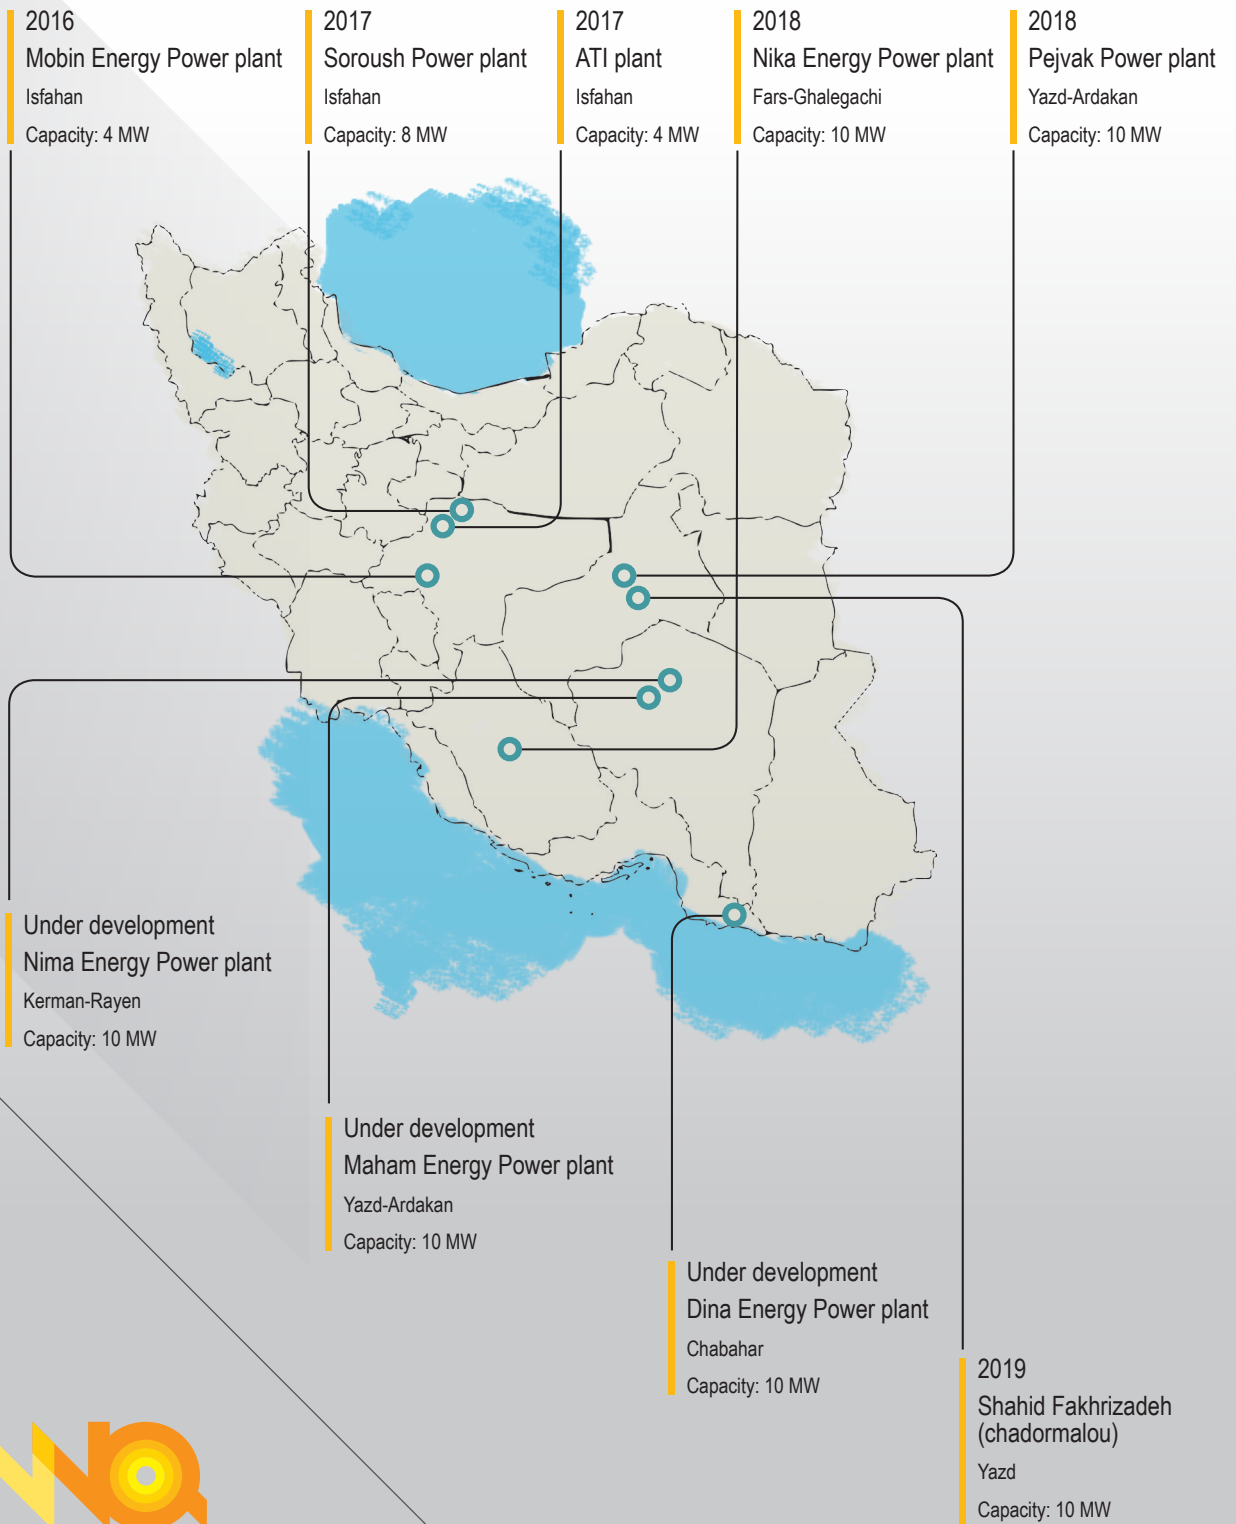 2016
Mobin Energy Power plant
Isfahan
Capacity: 4 MW
2017
Soroush Power plant
Isfahan
Capacity: 8 MW
2017
ATI plant
Isfahan
Capacity: 4 MW
2018
Nika Energy Power plant
Fars-Ghalegachi
Capacity: 10 MW
2018
Pejvak Power plant
Yazd-Ardakan
Capacity: 10 MW
Under development
Nima Energy Power plant
Kerman-Rayen
Capacity: 10 MW
Under development
Maham Energy Power plant
Yazd-Ardakan
Capacity: 10 MW
Under development
Dina Energy Power plant
Chabahar
Capacity: 10 MW
2019
Shahid Fakhrizadeh
(chadormalou)
Yazd
Capacity: 10 MW